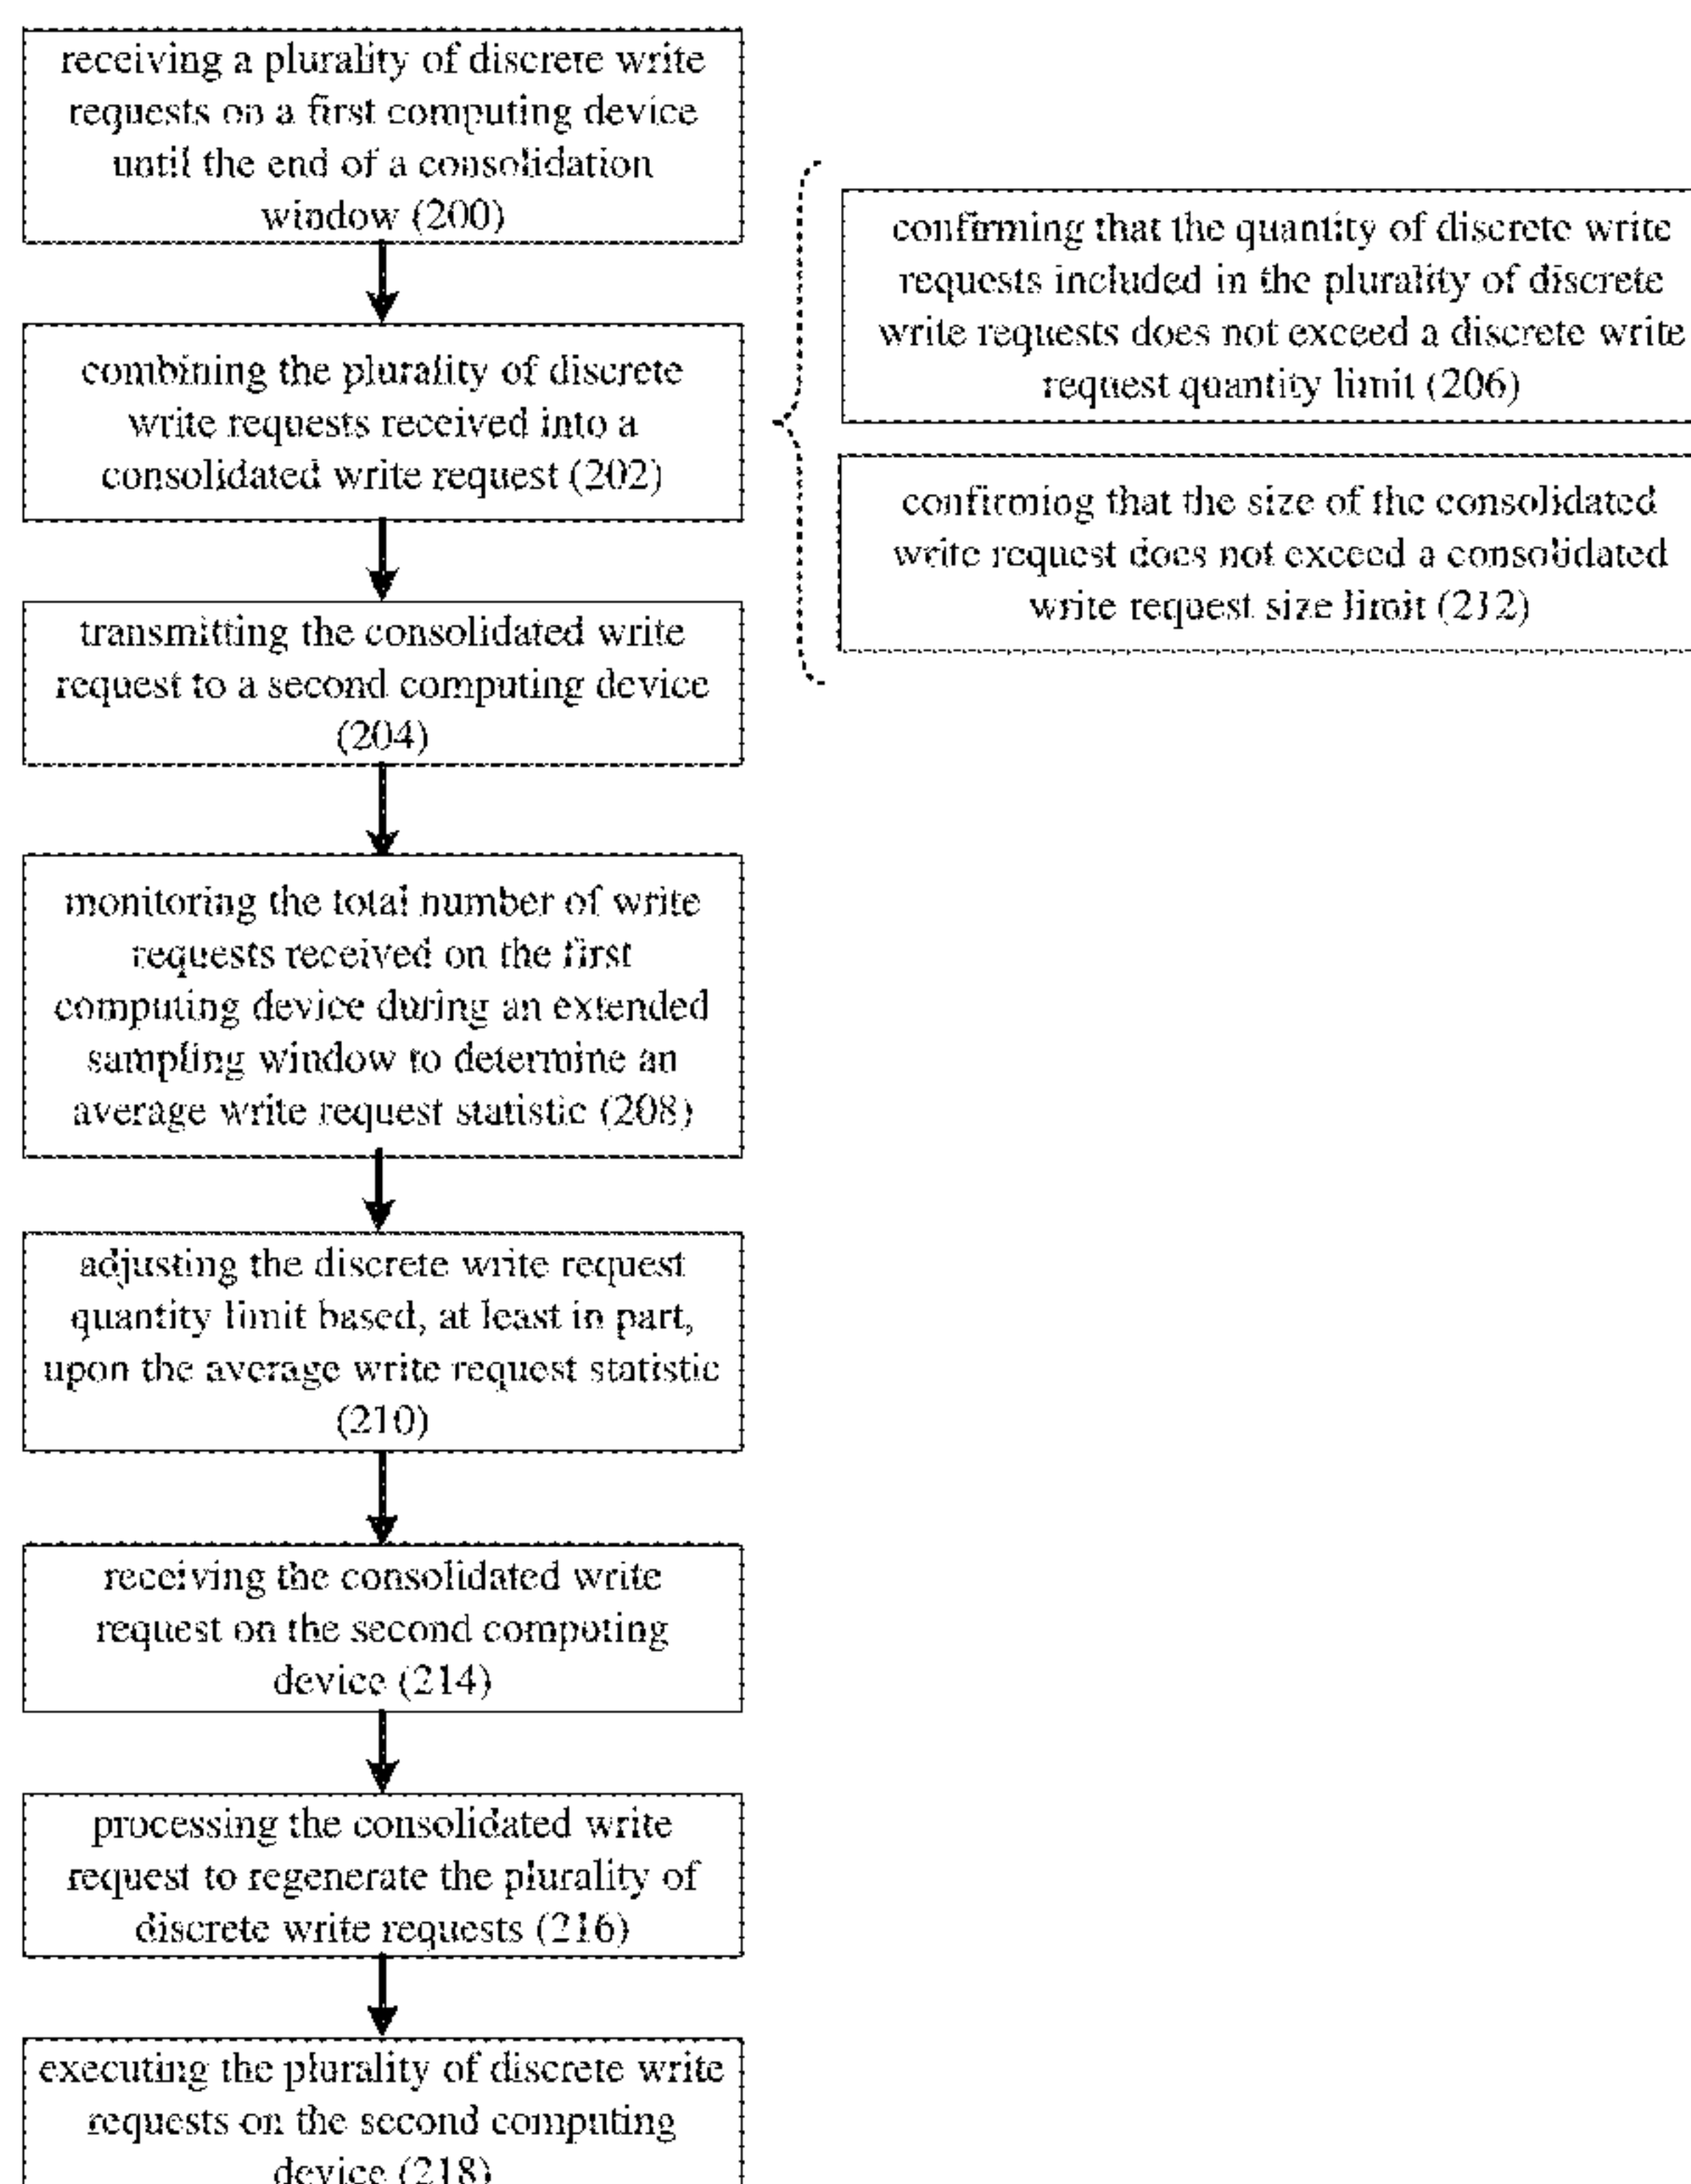 receiving a plurality of discrete write
requests on a first computing device
until the end of a consolidation
window (200)
combining the plurality of discrete
write requests received into a
consolidated write request (202)
confirming that the quantity of discrete write
requests included in the plurality of discrete
write requests does not exceed a discrete write
request quantity limit (206)
confirming that the size of the consolidated
write request does not exceed a consolidated
write request size limit (212)
transmitting the consolidated write
request to a second computing device
(204)
monitoring the total number of write
requests received on the first
computing device during an extended
sampling window to determine an
average write request statistic (208)
adjusting the discrete write request
quantity limit based, at least in part,
upon the average write request statistic
(210)
receiving the consolidated write
request on the second computing
device (214)
processing the consolidated write
request to regenerate the plurality of
discrete write requests (216)
executing the plurality of discrete write
requests on the second computing
device (218)